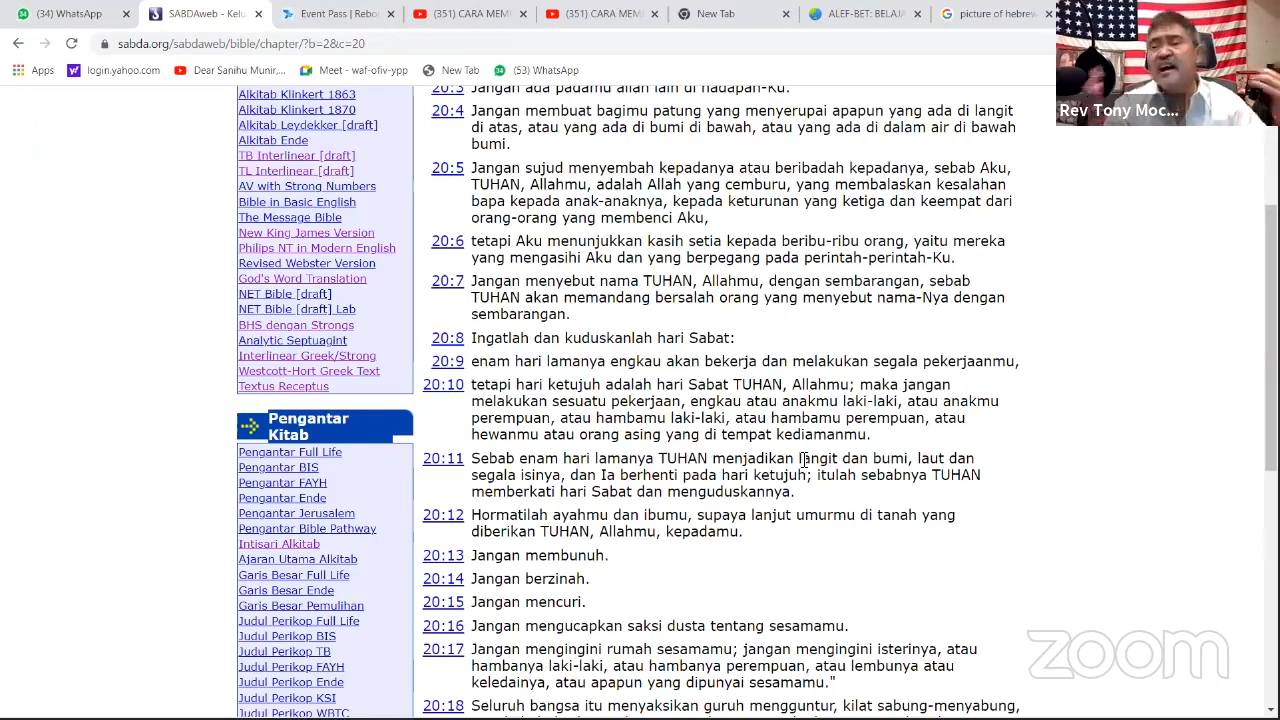 34
WhatsApp
SABDAweb - Kelu
Event Pass | Rebo
(351) CARA MEM
(351) CARA MEM
New Tab
ALEFBET BELAJA
picture of hebrew
sabda.org/sabdaweb/bible/chapter/?b=2&c=20
Apps
login.yahoo.com
Dear Sanihu Munir,...
Meet - waf-ofiv-ypp
New Tab
(34) WhatsApp
Rev Tony Moc...
Alkitab Klinkert 1863
Alkitab Klinkert 1870
Alkitab Leydekker [draft]
Alkitab Ende
TB Interlinear [draft]
TL Interlinear [draft]
AV with Strong Numbers
Bible in Basic English
The Message Bible
New King James Version
Philips NT in Modern English
Revised Webster Version
God's Word Translation
NET Bible [draft]
NET Bible [draft] Lab
BHS dengan Strongs
Analytic Septuagint
Interlinear Greek/Strong
Westcott-Hort Greek Text
Textus Receptus
Pengantar
Kitab
Pengantar Full Life
Pengantar BIS
Pengantar FAYH
Pengantar Ende
Pengantar Jerusalem
Pengantar Bible Pathway
Intisari Alkitab
Ajaran Utama Alkitab
Garis Besar Full Life
Garis Besar Ende
Garis Besar Pemulihan
Judul Perikop Full Life
Judul Perikop BIS
Judul Perikop TB
Judul Perikop FAYH
Judul Perikop Ende
Judul Perikop KSI
Judul Perikop WBTC
20:3 Jangan ada padamu allah lain di hadapan-Ku.
20:4 Jangan membuat bagimu patung yang menyerupai apapun yang ada di langit
di atas, atau yang ada di bumi di bawah, atau yang ada di dalam air di bawah
bumi.
20:5 Jangan sujud menyembah kepadanya atau beribadah kepadanya, sebab Aku,
TUHAN, Allahmu, adalah Allah yang cemburu, yang membalaskan kesalahan
bapa kepada anak-anaknya, kepada keturunan yang ketiga dan keempat dari
orang-orang yang membenci Aku,
20:6 tetapi Aku menunjukkan kasih setia kepada beribu-ribu orang, yaitu mereka
yang mengasihi Aku dan yang berpegang pada perintah-perintah-Ku.
20:7 Jangan menyebut nama TUHAN, Allahmu, dengan sembarangan, sebab
TUHAN akan memandang bersalah orang yang menyebut nama-Nya dengan
sembarangan.
20:8 Ingatlah dan kuduskanlah hari Sabat:
20:9 enam hari lamanya engkau akan bekerja dan melakukan segala pekerjaanmu,
20:10 tetapi hari ketujuh adalah hari Sabat TUHAN, Allahmu; maka jangan
melakukan sesuatu pekerjaan, engkau atau anakmu laki-laki, atau anakmu
perempuan, atau hambamu laki-laki, atau hambamu perempuan, atau
hewanmu atau orang asing yang di tempat kediamanmu.
20:11 Sebab enam hari lamanya TUHAN menjadikan langit dan bumi, laut dan
segala isinya, dan Ia berhenti pada hari ketujuh; itulah sebabnya TUHAN
memberkati hari Sabat dan menguduskannya.
20:12 Hormatilah ayahmu dan ibumu, supaya lanjut umurmu di tanah yang
diberikan TUHAN, Allahmu, kepadamu.
20:13 Jangan membunuh.
20:14 Jangan berzinah.
20:15 Jangan mencuri.
20:16 Jangan mengucapkan saksi dusta tentang sesamamu.
20:17 Jangan mengingini rumah sesamamu; jangan mengingini isterinya, atau
hambanya laki-laki, atau hambanya perempuan, atau lembunya atau
keledainya, atau apapun yang dipunyai sesamamu."
20:18 Seluruh bangsa itu menyaksikan guruh mengguntur, kilat sabung-menyabung,
zoom